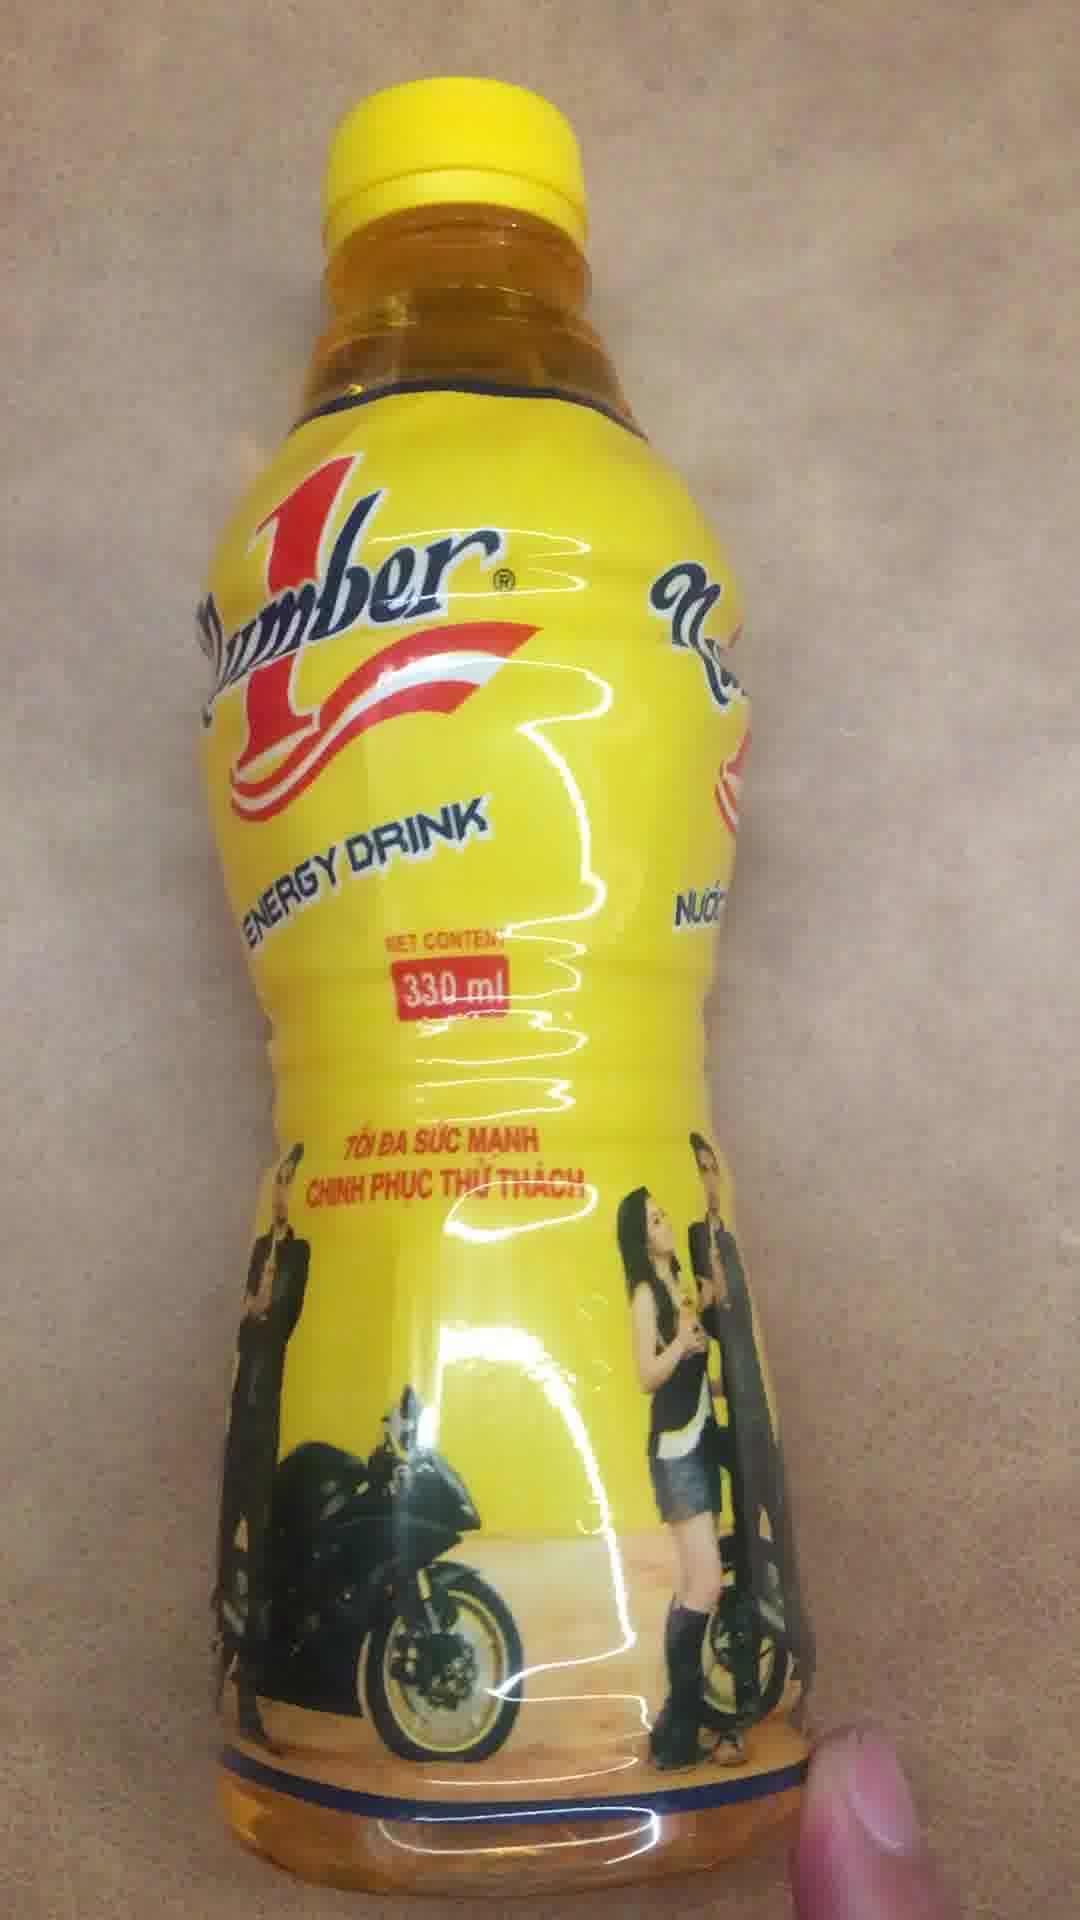 Number 1 ®
ENERGY DRINK
NET CONTENT
330 ml
TỐI ĐA SỨC MẠNH
CHINH PHỤC THỬ THÁCH